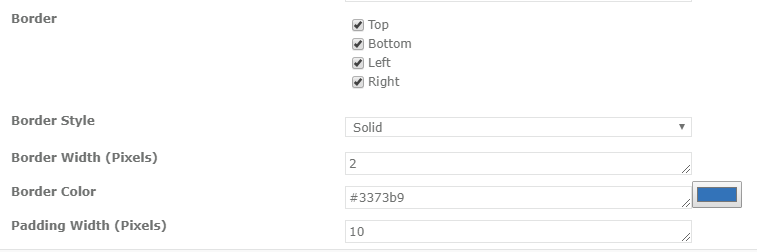 Border
Top
Bottom
Left
Right
Border Style
Solid
Border Width (Pixels)
2
Border Color
#3373b9
Padding Width (Pixels)
10